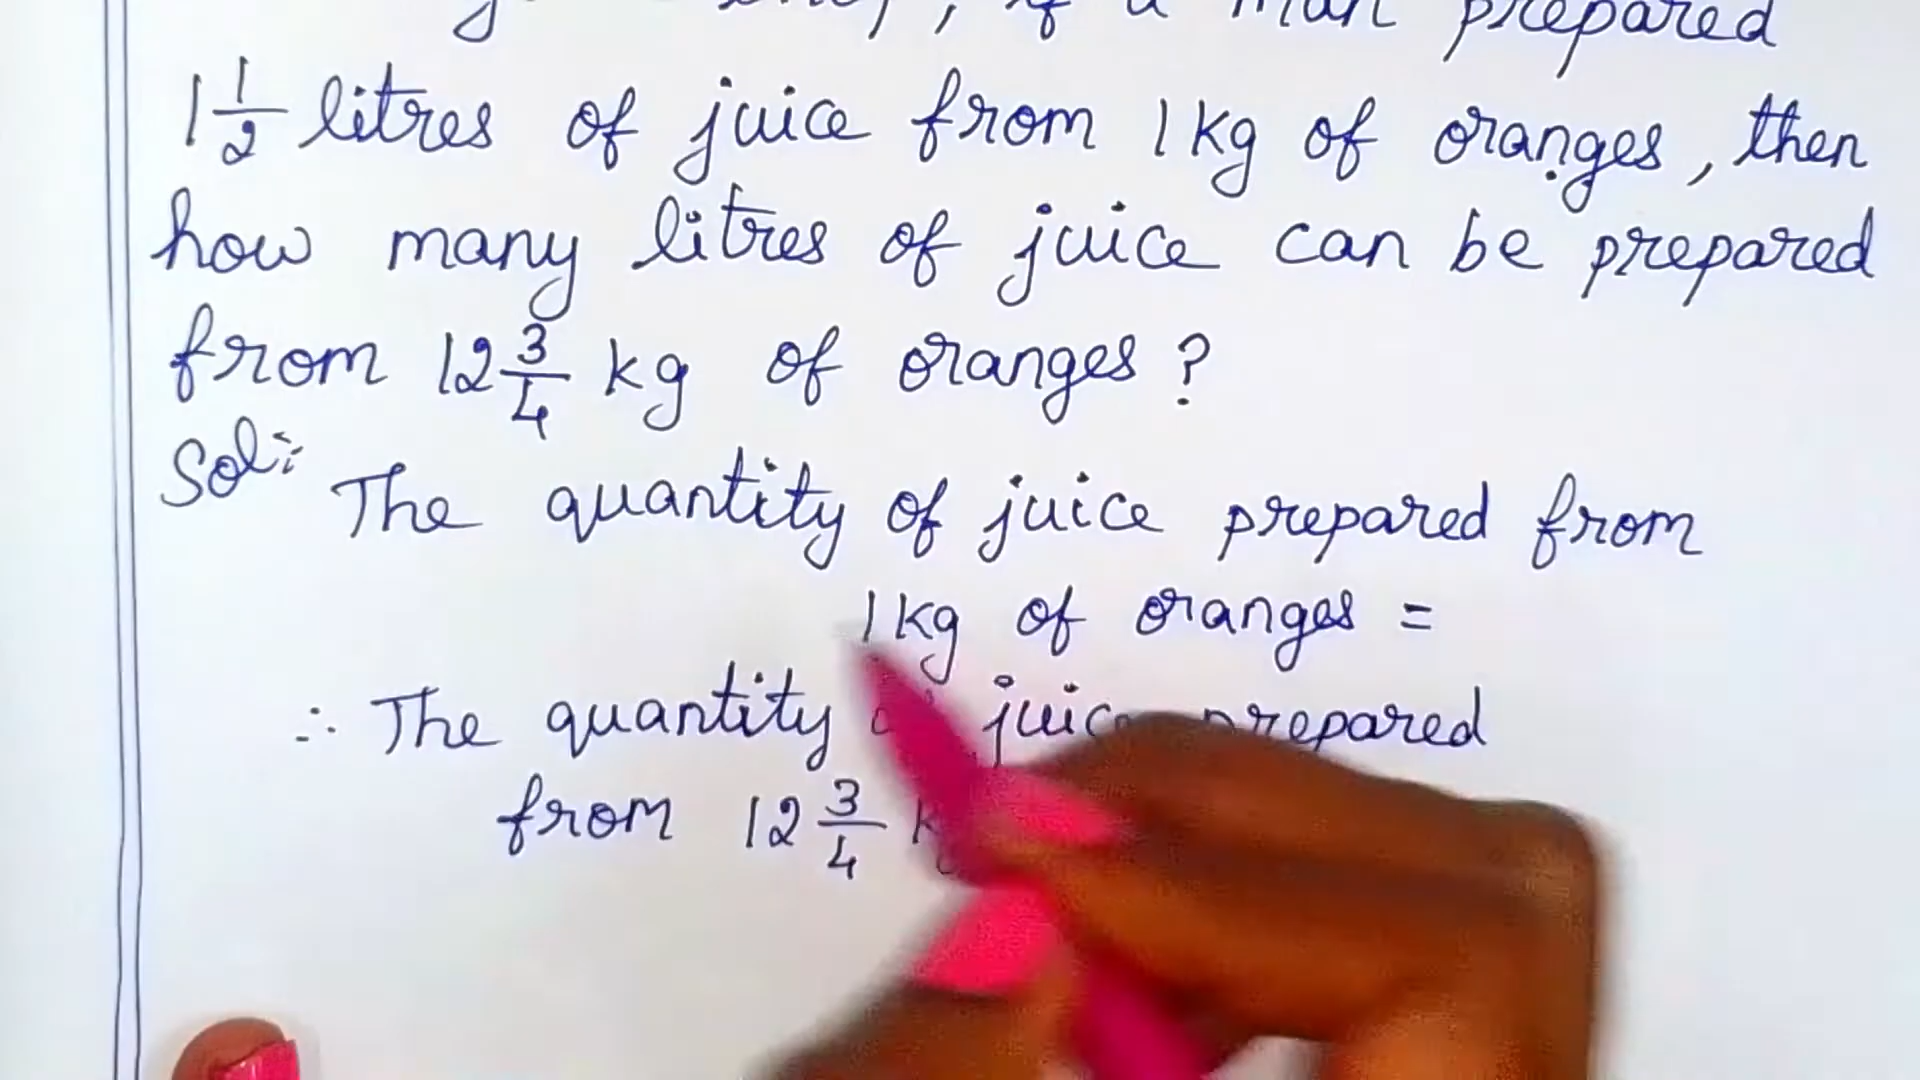 , if a man prepared
1 1/2 litres of juice from 1 kg of oranges, then
how many litres of juice can be prepared
from 12 3/4 kg of oranges ?
Sol:-
The quantity of juice prepared from
1 kg of oranges =
∴ The quantity juice prepared
from 12 3/4